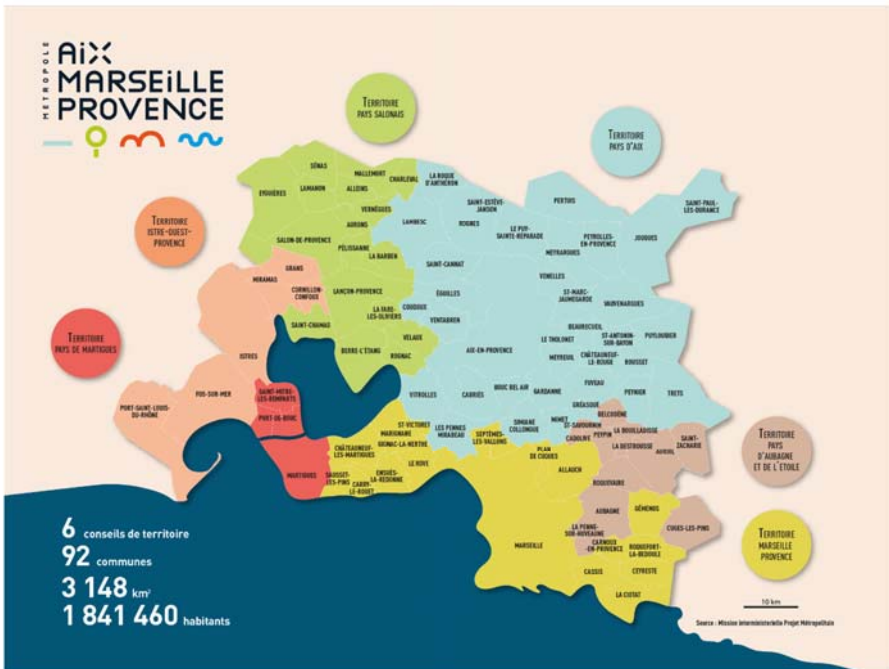 METROPOLE
AiX
MARSEiLLE
PROVENCE
TERRITOIRE
PAYS SALONAIS
TERRITOIRE
PAYS D'AIX
TERRITOIRE
ISTRE-OUEST-
PROVENCE
TERRITOIRE
PAYS DE MARTIGUES
TERRITOIRE
PAYS
D'AUBAGNE
ET DE L'ETOILE
TERRITOIRE
MARSEILLE
PROVENCE
SÉNAS
MALLEMORT
CHARLEVAL
EYGUIÈRES
LAMANON
ALLEINS
VERNÈGUES
AURONS
SALON-DE-PROVENCE
PÉLISSANNE
LA BARBEN
LANÇON-PROVENCE
LA FARE-
LES-OLIVIERS
SAINT-CHAMAS
VELAUX
BERRE-L'ÉTANG
ROGNAC
LA ROQUE
D'ANTHÉRON
SAINT-ESTÈVE-
JANSON
PERTUIS
SAINT-PAUL-
LES-DURANCE
LAMBESC
ROGNES
LE PUY-
SAINTE-REPARADE
PEYROLLES-
EN-PROVENCE
JOUQUES
MEYRARGUES
SAINT-CANNAT
VENELLES
ÉGUILLES
ST-MARC-
JAUMEGARDE
VAUVENARGUES
COUDOUX
VENTABREN
BEAURECUEIL
ST-ANTONIN-
SUR-BAYON
PUYLOUBIER
LE THOLONET
AIX-EN-PROVENCE
CHÂTEAUNEUF-
LE-ROUGE
ROUSSET
MEYREUIL
FUVEAU
VITROLLES
CABRIÈS
BOUC BEL AIR
GARDANNE
PEYNIER
TRETS
GRÉASQUE
LES PENNES
MIRABEAU
SIMIANE
COLLONGUE
MIMET
GRANS
MIRAMAS
CORNILLON-
CONFOUX
ISTRES
FOS-SUR-MER
PORT-SAINT-LOUIS-
DU-RHÔNE
SAINT-MITRE-
LES-REMPARTS
PORT-DE-BOUC
MARTIGUES
ST-VICTORET
MARIGNANE
GIGNAC-LA-NERTHE
CHÂTEAUNEUF-
LES-MARTIGUES
LE ROVE
ENSUÈS-
LA-REDONNE
SAUSSET-
LES-PINS
CARRY-
LE-ROUET
SEPTÈMES-
LES-VALLONS
PLAN
DE CUQUES
ALLAUCH
MARSEILLE
GÉMENOS
ROQUEFORT-
LA-BEDOULE
CASSIS
CEYRESTE
LA CIOTAT
BELCODÈNE
ST-SAVOURNIN
CADOLIVE
PEYPIN
LA BOUILLADISSE
LA DESTROUSSE
AURIOL
SAINT-
ZACHARIE
ROQUEVAIRE
AUBAGNE
LA PENNE-
SUR-HUVEAUNE
CARNOUX
-EN-PROVENCE
CUGES-LES-PINS
6 conseils de territoire
92 communes
3 148 km²
1 841 460 habitants
10 km
Source : Mission Interministérielle Projet Métropolitain